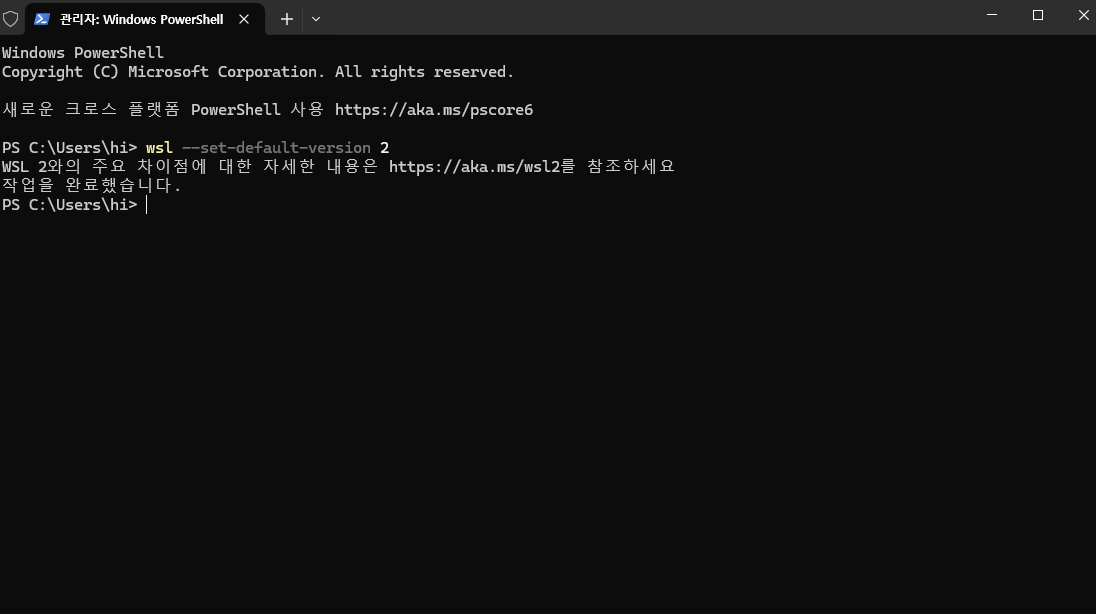 관리자: Windows PowerShell
Windows PowerShell
Copyright (C) Microsoft Corporation. All rights reserved.
새로운 크로스 플랫폼 PowerShell 사용 https://aka.ms/pscore6
PS C:\Users\hi> wsl --set-default-version 2
WSL 2와의 주요 차이점에 대한 자세한 내용은 https://aka.ms/wsl2를 참조하세요
작업을 완료했습니다.
PS C:\Users\hi>